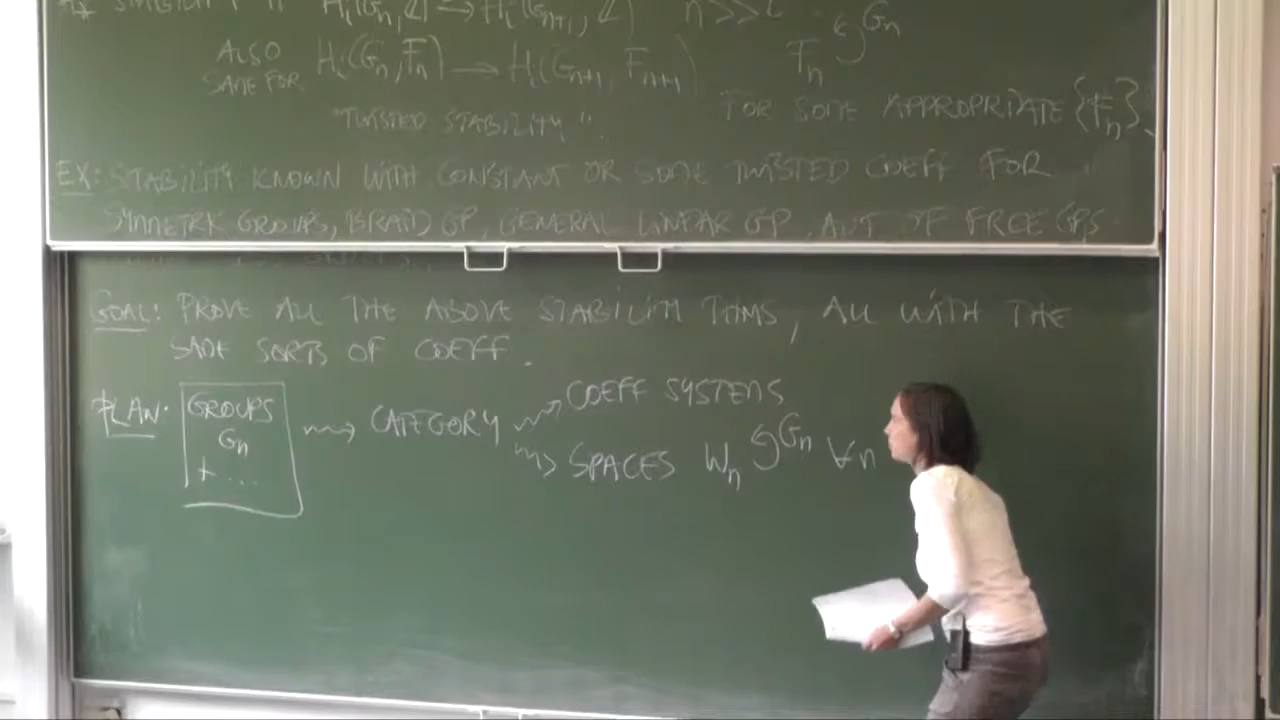 STABILITY H_i(G_n, Z) → H_i(G_{n+1}, Z) n>>i
ALSO SAME FOR H_i(G_n, F_n) → H_i(G_{n+1}, F_{n+1}) F_n ↺ G_n
"TWISTED STABILITY". FOR SOME APPROPRIATE {F_n}.
EX: STABILITY KNOWN WITH CONSTANT OR SOME TWISTED COEFF FOR
SYMMETRIC GROUPS, BRAID GP, GENERAL LINEAR GP, AUT OF FREE GPS
GOAL: PROVE ALL THE ABOVE STABILITY THMS, ALL WITH THE
SAME SORTS OF COEFF.
PLAN: GROUPS G_n + ... ⇝ CATEGORY ⇝ COEFF SYSTEMS
⇝ SPACES W_n ↺ G_n ∀n